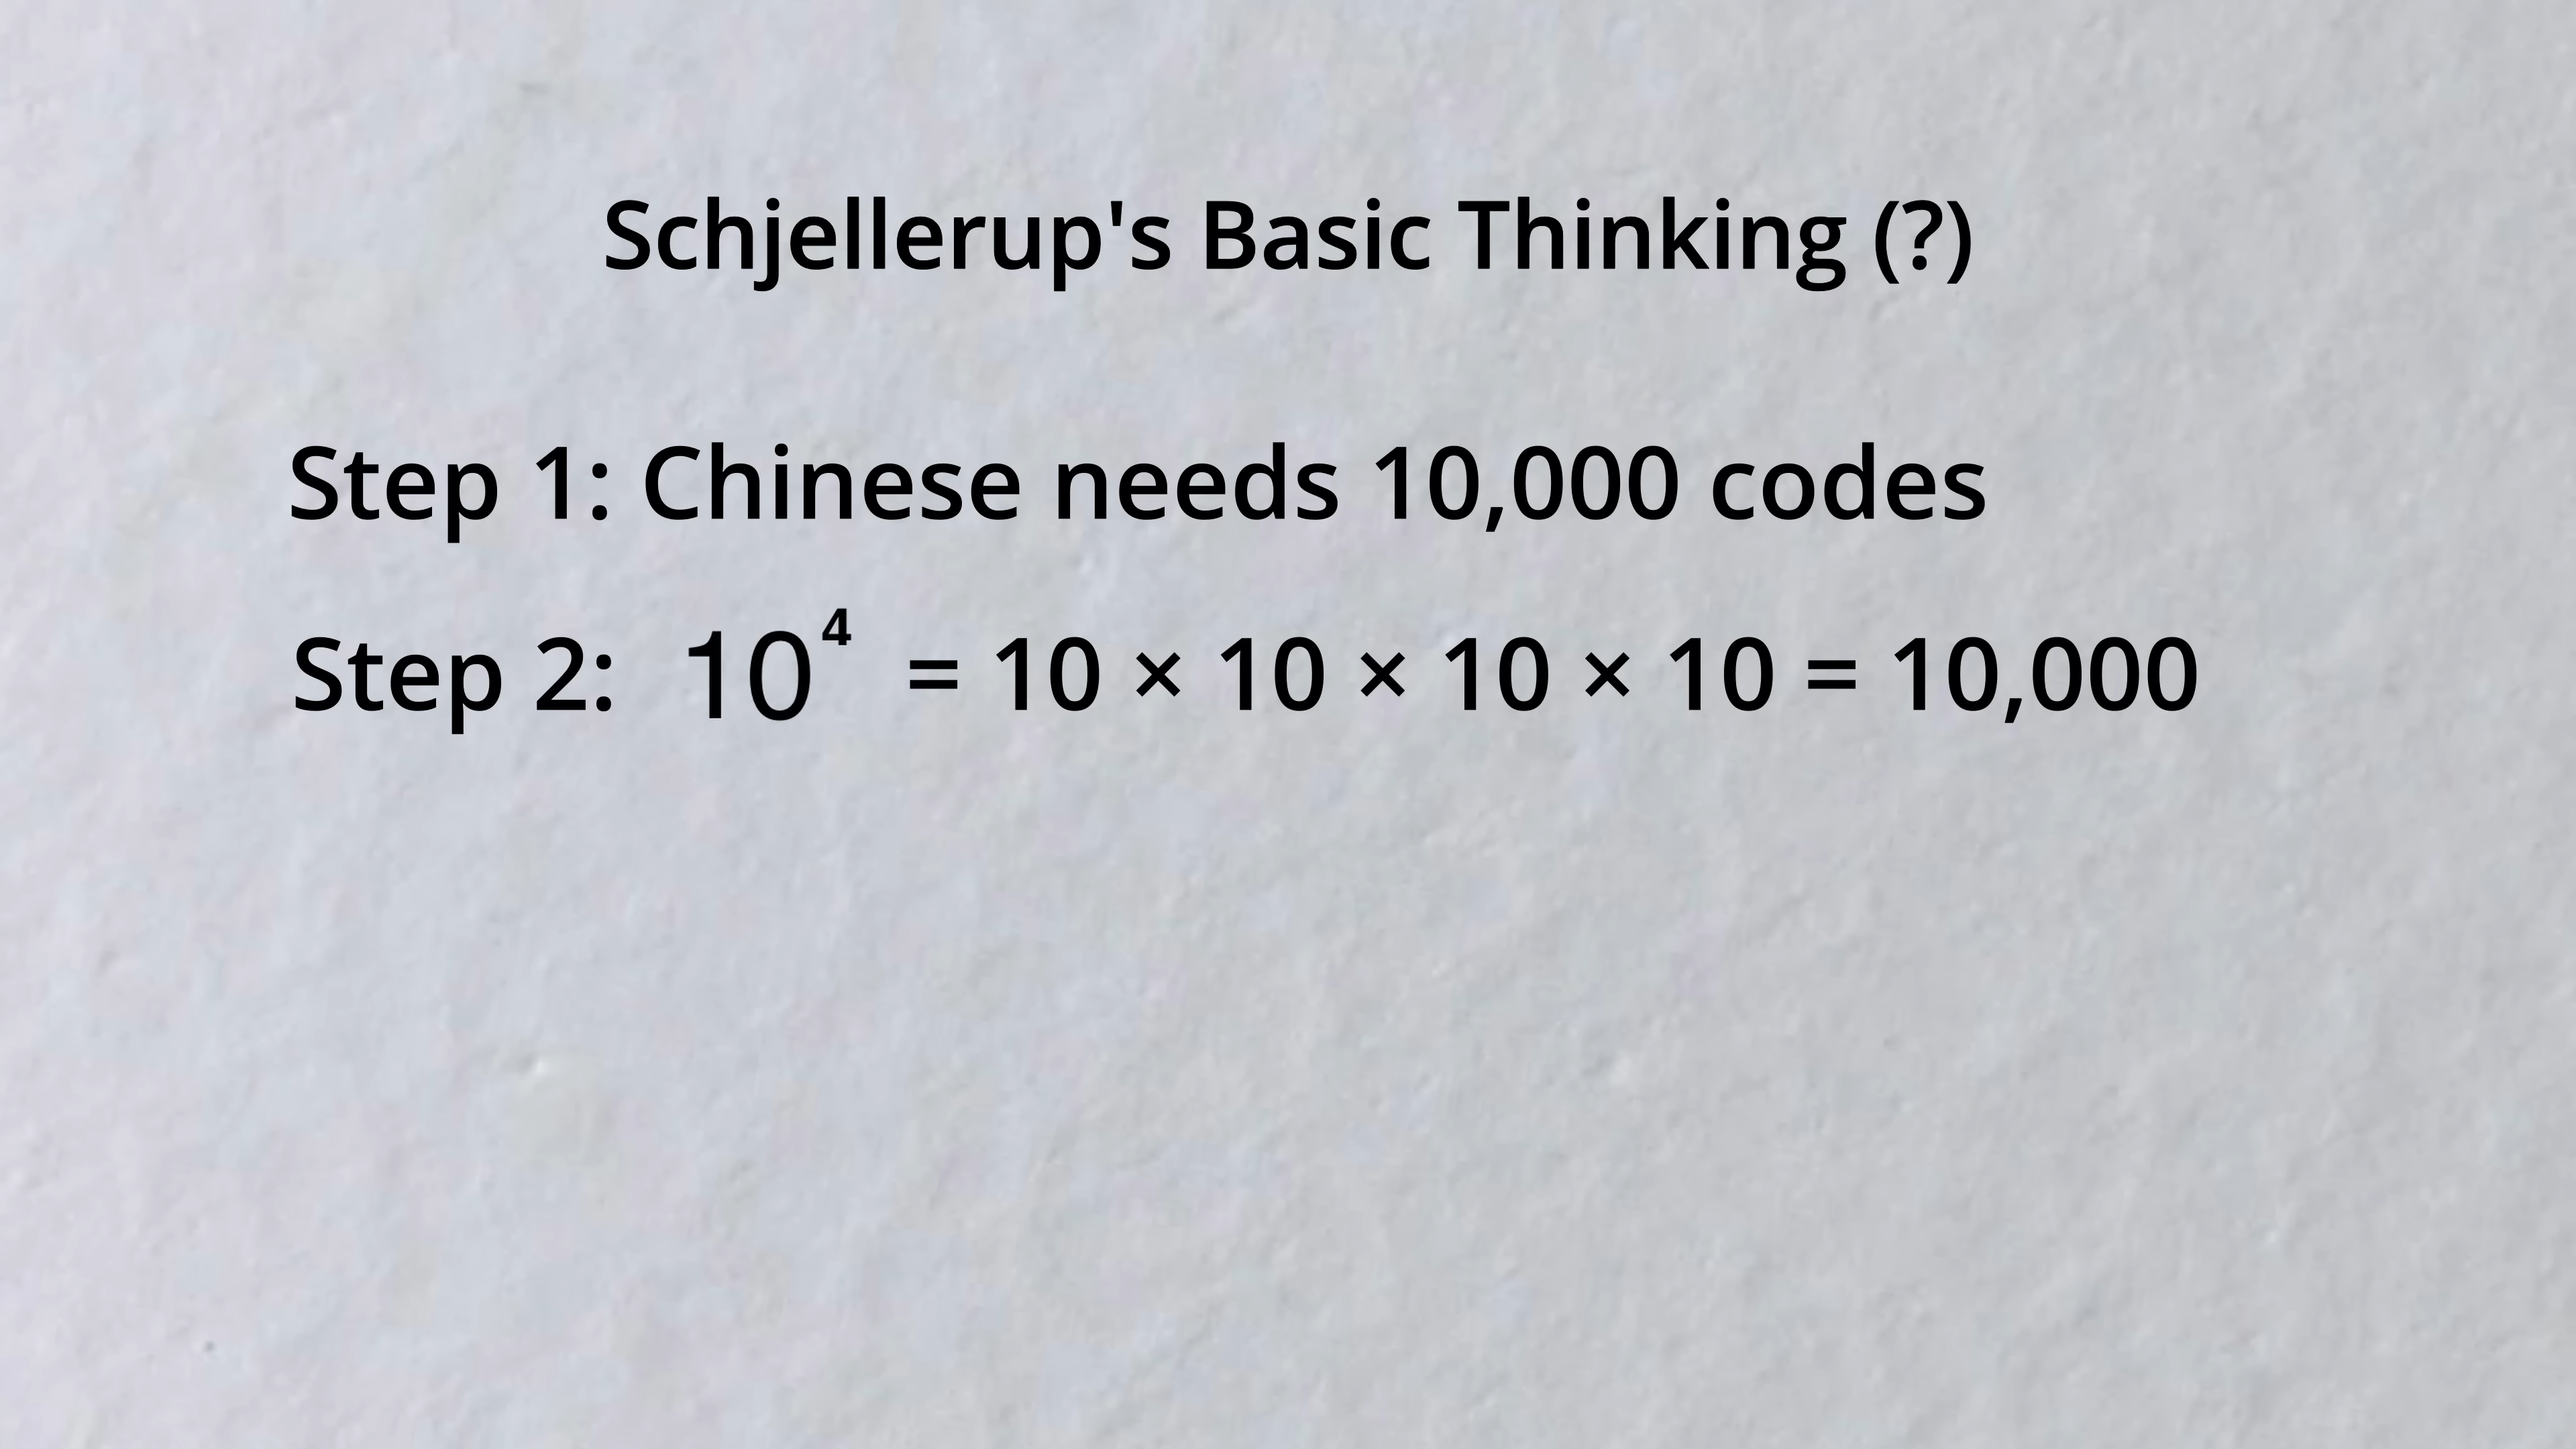 Schjellerup's Basic Thinking (?)
Step 1: Chinese needs 10,000 codes
Step 2: 10⁴ = 10 × 10 × 10 × 10 = 10,000